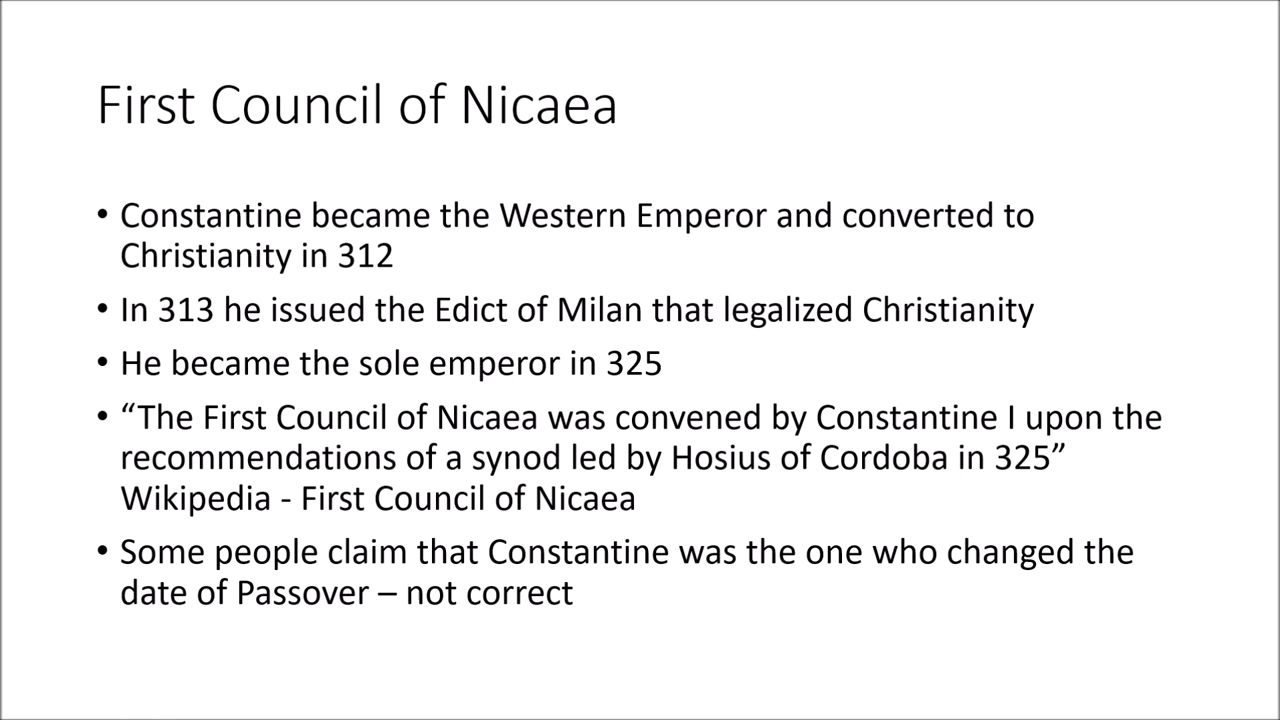 First Council of Nicaea
• Constantine became the Western Emperor and converted to
Christianity in 312
• In 313 he issued the Edict of Milan that legalized Christianity
• He became the sole emperor in 325
• “The First Council of Nicaea was convened by Constantine I upon the
recommendations of a synod led by Hosius of Cordoba in 325”
Wikipedia - First Council of Nicaea
• Some people claim that Constantine was the one who changed the
date of Passover – not correct